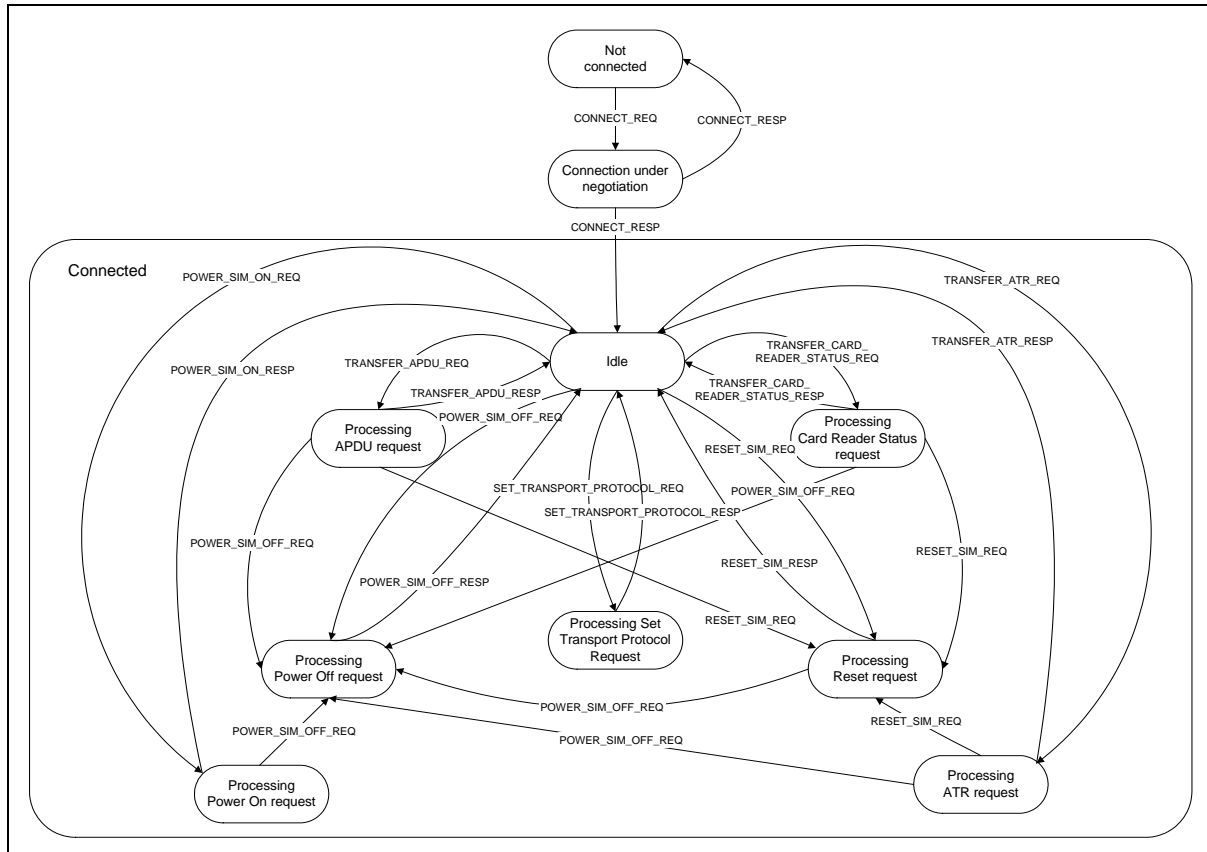 Not
connected
CONNECT_REQ
CONNECT_RESP
Connection under
negotiation
CONNECT_RESP
Connected
POWER_SIM_ON_REQ
TRANSFER_ATR_REQ
TRANSFER_ATR_RESP
Idle
TRANSFER_CARD_
READER_STATUS_REQ
TRANSFER_APDU_REQ
POWER_SIM_ON_RESP
TRANSFER_CARD_
READER_STATUS_RESP
TRANSFER_APDU_RESP
POWER_SIM_OFF_REQ
Processing
APDU request
Processing
Card Reader Status
request
RESET_SIM_REQ
SET_TRANSPORT_PROTOCOL_REQ
POWER_SIM_OFF_REQ
SET_TRANSPORT_PROTOCOL_RESP
POWER_SIM_OFF_REQ
RESET_SIM_REQ
POWER_SIM_OFF_RESP
RESET_SIM_RESP
Processing Set
Transport Protocol
Request
RESET_SIM_REQ
Processing
Power Off request
Processing
Reset request
POWER_SIM_OFF_REQ
RESET_SIM_REQ
POWER_SIM_OFF_REQ
POWER_SIM_OFF_REQ
Processing
Power On request
Processing
ATR request